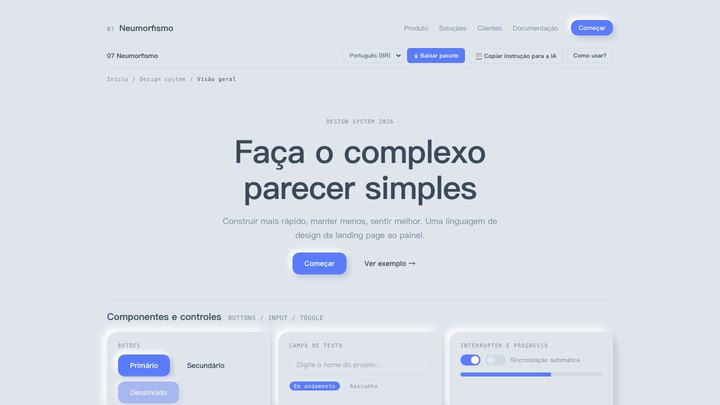 07 Neumorfismo
Produto Soluções Clientes Documentação Começar
07 Neumorfismo
Português (BR) Baixar pacote Copiar instrução para a IA Como usar?
Início / Design system / Visão geral
DESIGN SYSTEM 2026
Faça o complexo
parecer simples
Construir mais rápido, manter menos, sentir melhor. Uma linguagem de
design da landing page ao painel.
Começar Ver exemplo →
Componentes e controles BUTTONS / INPUT / TOGGLE
BOTÕES
Primário Secundário
Desativado
CAMPO DE TEXTO
Digite o nome do projeto...
Em andamento Rascunho
INTERRUPTOR E PROGRESSO
Sincronização automática